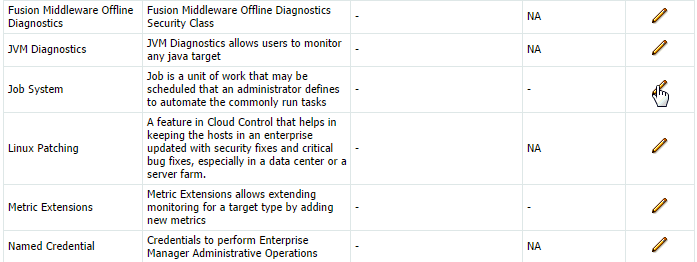 Fusion Middleware Offline Diagnostics Fusion Middleware Offline Diagnostics Security Class - NA
JVM Diagnostics JVM Diagnostics allows users to monitor any java target - NA
Job System Job is a unit of work that may be scheduled that an administrator defines to automate the commonly run tasks - -
Linux Patching A feature in Cloud Control that helps in keeping the hosts in an enterprise updated with security fixes and critical bug fixes, especially in a data center or a server farm. - NA
Metric Extensions Metric Extensions allows extending monitoring for a target type by adding new metrics - -
Named Credential Credentials to perform Enterprise Manager Administrative Operations - NA